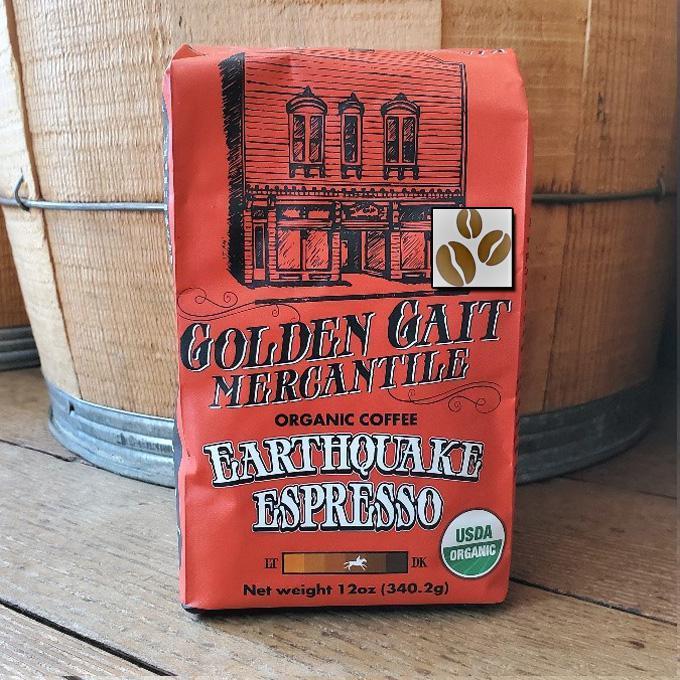 GOLDEN GAIT
MERCANTILE
ORGANIC COFFEE
EARTHQUAKE
ESPRESSO
USDA
ORGANIC
LT DK
Net weight 12oz (340.2g)